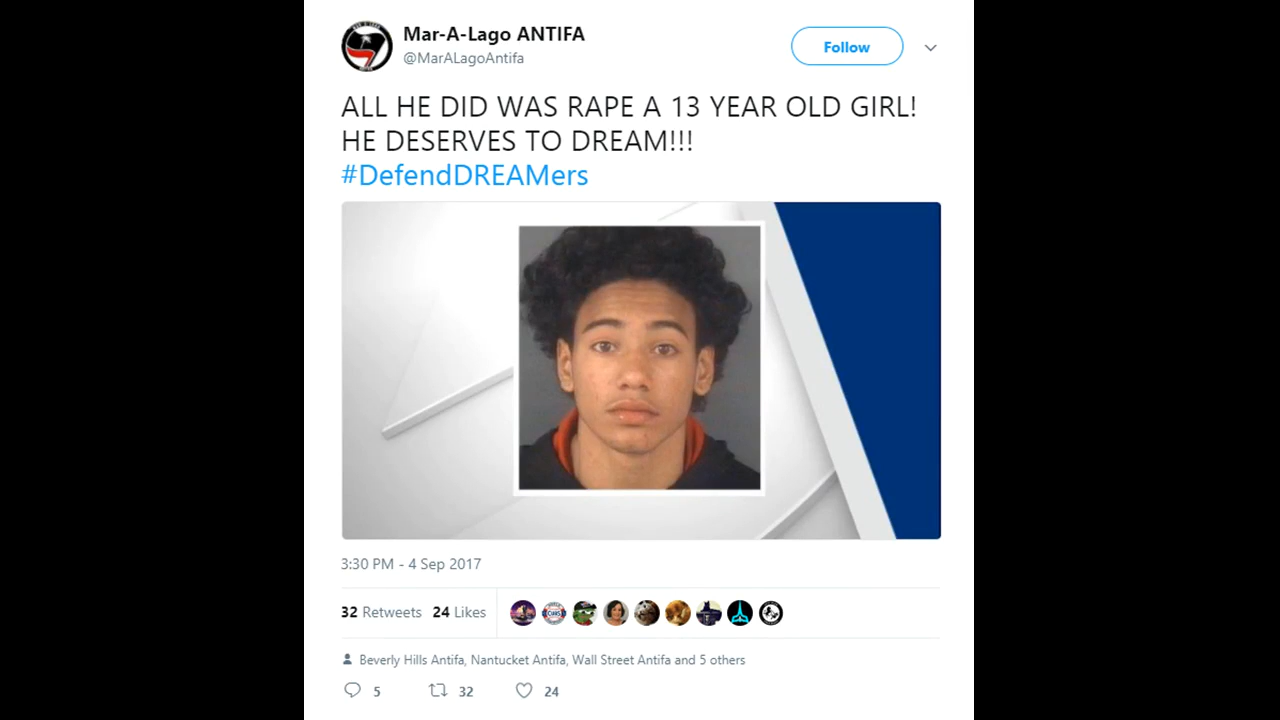 Mar-A-Lago ANTIFA
@MarALagoAntifa
Follow
ALL HE DID WAS RAPE A 13 YEAR OLD GIRL!
HE DESERVES TO DREAM!!!
#DefendDREAMers
3:30 PM - 4 Sep 2017
32 Retweets 24 Likes
Beverly Hills Antifa, Nantucket Antifa, Wall Street Antifa and 5 others
5 32 24